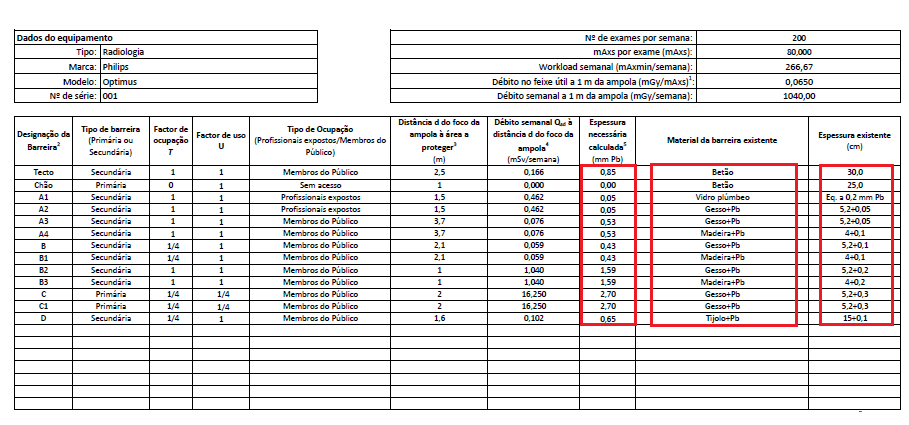 Dados do equipamento
Tipo: Radiologia
Marca: Philips
Modelo: Optimus
Nº de série: 001
Nº de exames por semana: 200
mAxs por exame (mAxs): 80,000
Workload semanal (mAxmin/semana): 266,67
Débito no feixe útil a 1 m da ampola (mGy/mAxs)¹: 0,0650
Débito semanal a 1 m da ampola (mGy/semana): 1040,00
Designação da Barreira² Tipo de barreira (Primária ou Secundária) Factor de ocupação T Factor de uso U Tipo de Ocupação (Profissionais expostos/Membros do Público) Distância d do foco da ampola à área a proteger³ (m) Débito semanal Qad à distância d do foco da ampola⁴ (mSv/semana) Espessura necessária calculada⁵ (mm Pb) Material da barreira existente Espessura existente (cm)
Tecto Secundária 1 1 Membros do Público 2,5 0,166 0,85 Betão 30,0
Chão Primária 0 1 Sem acesso 1 0,000 0,00 Betão 25,0
A1 Secundária 1 1 Profissionais expostos 1,5 0,462 0,05 Vidro plúmbeo Eq. a 0,2 mm Pb
A2 Secundária 1 1 Profissionais expostos 1,5 0,462 0,05 Gesso+Pb 5,2+0,05
A3 Secundária 1 1 Membros do Público 3,7 0,076 0,53 Gesso+Pb 5,2+0,05
A4 Secundária 1 1 Membros do Público 3,7 0,076 0,53 Madeira+Pb 4+0,1
B Secundária 1/4 1 Membros do Público 2,1 0,059 0,43 Gesso+Pb 5,2+0,1
B1 Secundária 1/4 1 Membros do Público 2,1 0,059 0,43 Madeira+Pb 4+0,1
B2 Secundária 1 1 Membros do Público 1 1,040 1,59 Gesso+Pb 5,2+0,2
B3 Secundária 1 1 Membros do Público 1 1,040 1,59 Madeira+Pb 4+0,2
C Primária 1/4 1/4 Membros do Público 2 16,250 2,70 Gesso+Pb 5,2+0,3
C1 Primária 1/4 1/4 Membros do Público 2 16,250 2,70 Gesso+Pb 5,2+0,3
D Secundária 1/4 1 Membros do Público 1,6 0,102 0,65 Tijolo+Pb 15+0,1